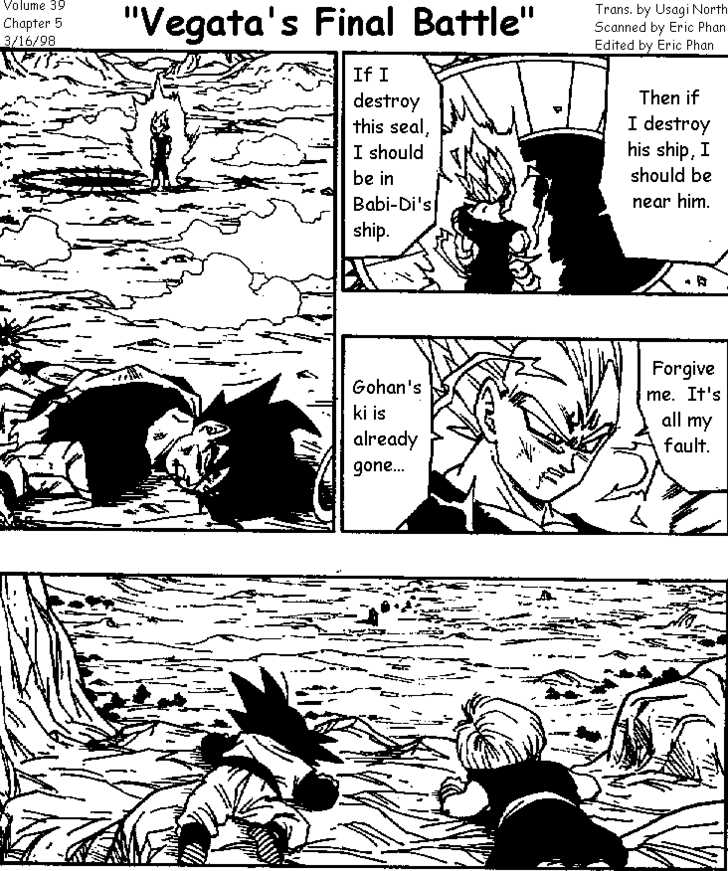 Volume 39
Chapter 5
3/16/98
"Vegata's Final Battle"
Trans. by Usagi North
Scanned by Eric Phan
Edited by Eric Phan
If I
destroy
this seal,
I should
be in
Babi-Di's
ship.
Then if
I destroy
his ship, I
should be
near him.
Gohan's
ki is
already
gone...
Forgive
me. It's
all my
fault.